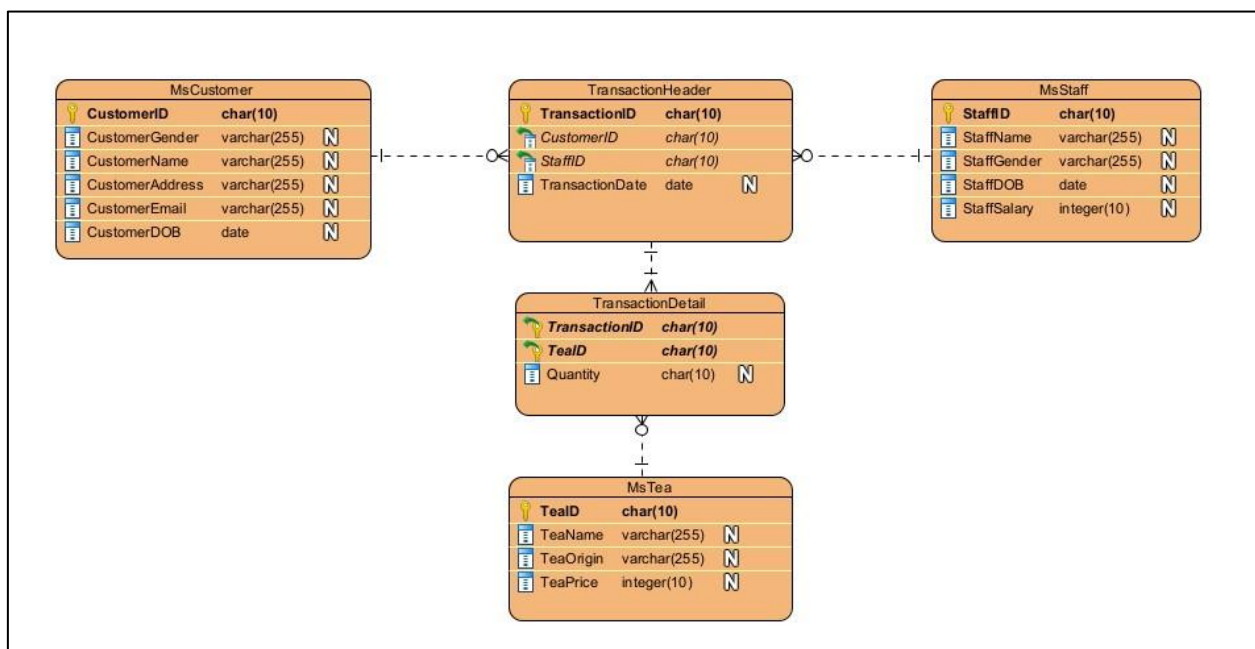 MsCustomer
CustomerID char(10)
CustomerGender varchar(255) N
CustomerName varchar(255) N
CustomerAddress varchar(255) N
CustomerEmail varchar(255) N
CustomerDOB date N
TransactionHeader
TransactionID char(10)
CustomerID char(10)
StaffID char(10)
TransactionDate date N
MsStaff
StaffID char(10)
StaffName varchar(255) N
StaffGender varchar(255) N
StaffDOB date N
StaffSalary integer(10) N
TransactionDetail
TransactionID char(10)
TeaID char(10)
Quantity char(10) N
MsTea
TeaID char(10)
TeaName varchar(255) N
TeaOrigin varchar(255) N
TeaPrice integer(10) N